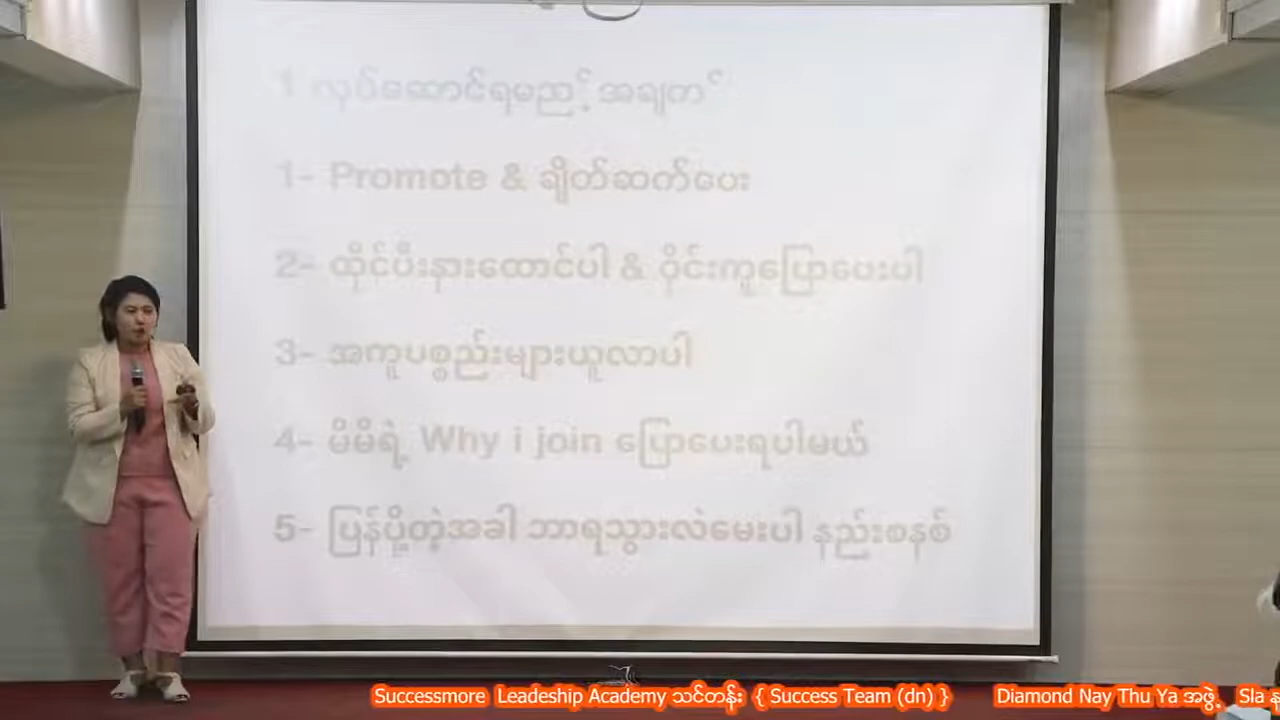 1 လုပ်ဆောင်ရမည့် အချက်
1- Promote & ချိတ်ဆက်ပေး
2- ထိုင်ပီးနားထောင်ပါ & ဝိုင်းကူပြောပေးပါ
3- အကူပစ္စည်းများယူလာပါ
4- မိမိရဲ့ Why i join ပြောပေးရပါမယ်
5- ပြန်ပို့တဲ့အခါ ဘာရသွားလဲမေးပါ နည်းစနစ်
Successmore Leadeship Academy သင်တန်း { Success Team (dn) } Diamond Nay Thu Ya အဖွဲ့ Sla